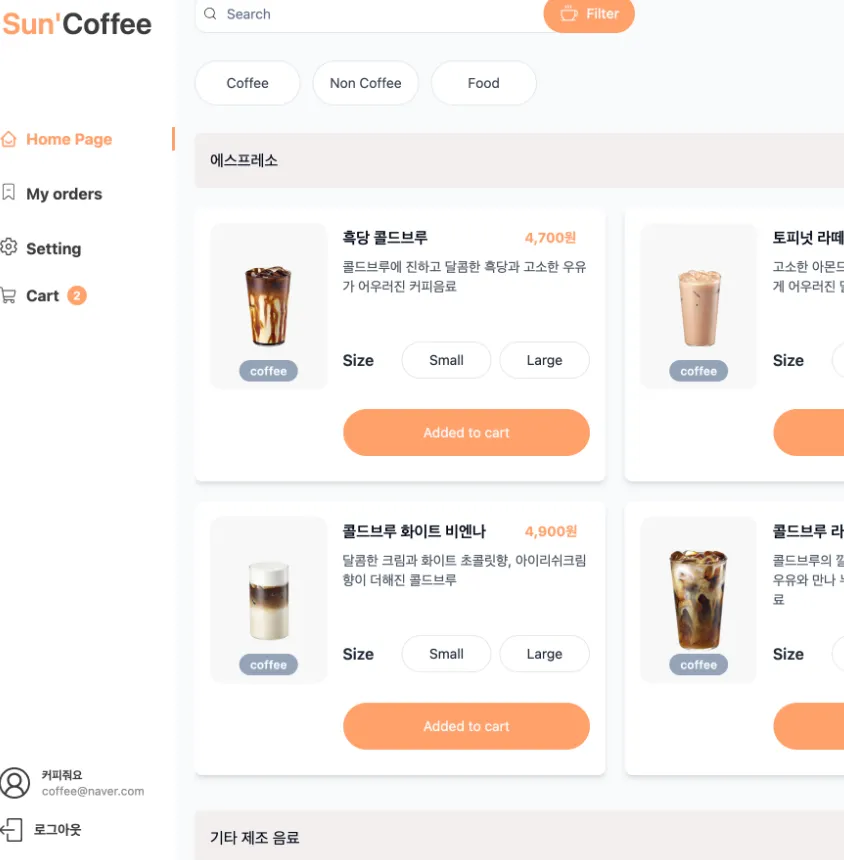 Sun'Coffee
Search
Filter
Coffee
Non Coffee
Food
Home Page
My orders
Setting
Cart 2
에스프레소
흑당 콜드브루
4,700원
콜드브루에 진하고 달콤한 흑당과 고소한 우유
가 어우러진 커피음료
Size
Small
Large
coffee
Added to cart
토피넛 라떼
고소한 아몬드
게 어우러진
Size
coffee
콜드브루 화이트 비엔나
4,900원
달콤한 크림과 화이트 초콜릿향, 아이리쉬크림
향이 더해진 콜드브루
Size
Small
Large
coffee
Added to cart
콜드브루 라
콜드브루의
우유와 만나
료
Size
coffee
기타 제조 음료
커피줘요
coffee@naver.com
로그아웃